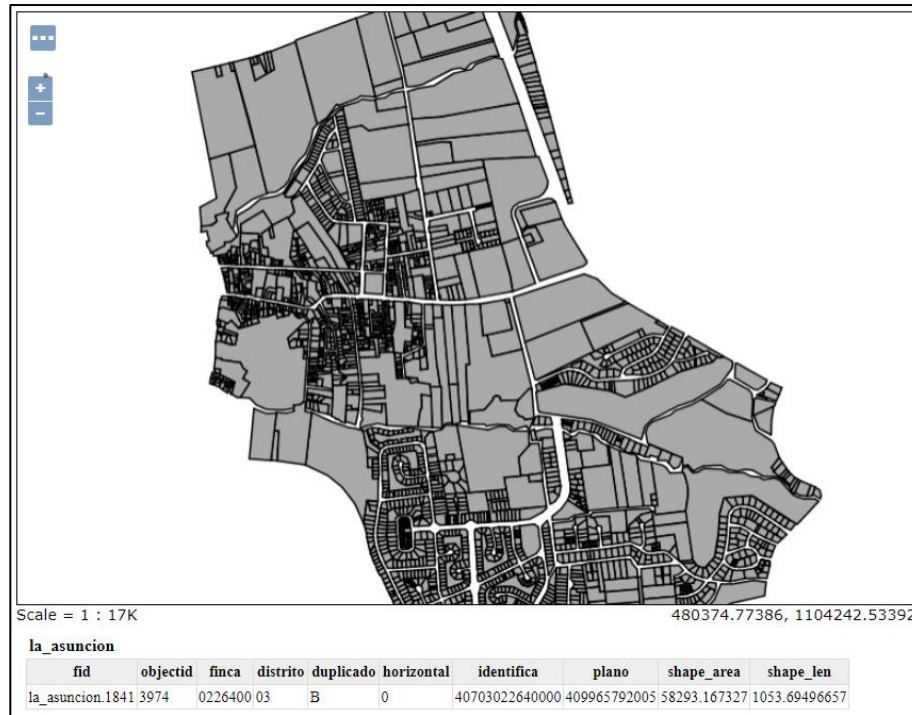 +
−
Scale = 1 : 17K 480374.77386, 1104242.53392
la_asuncion
fid objectid finca distrito duplicado horizontal identifica plano shape_area shape_len
la_asuncion.1841 3974 0226400 03 B 0 40703022640000 409965792005 58293.167327 1053.69496657